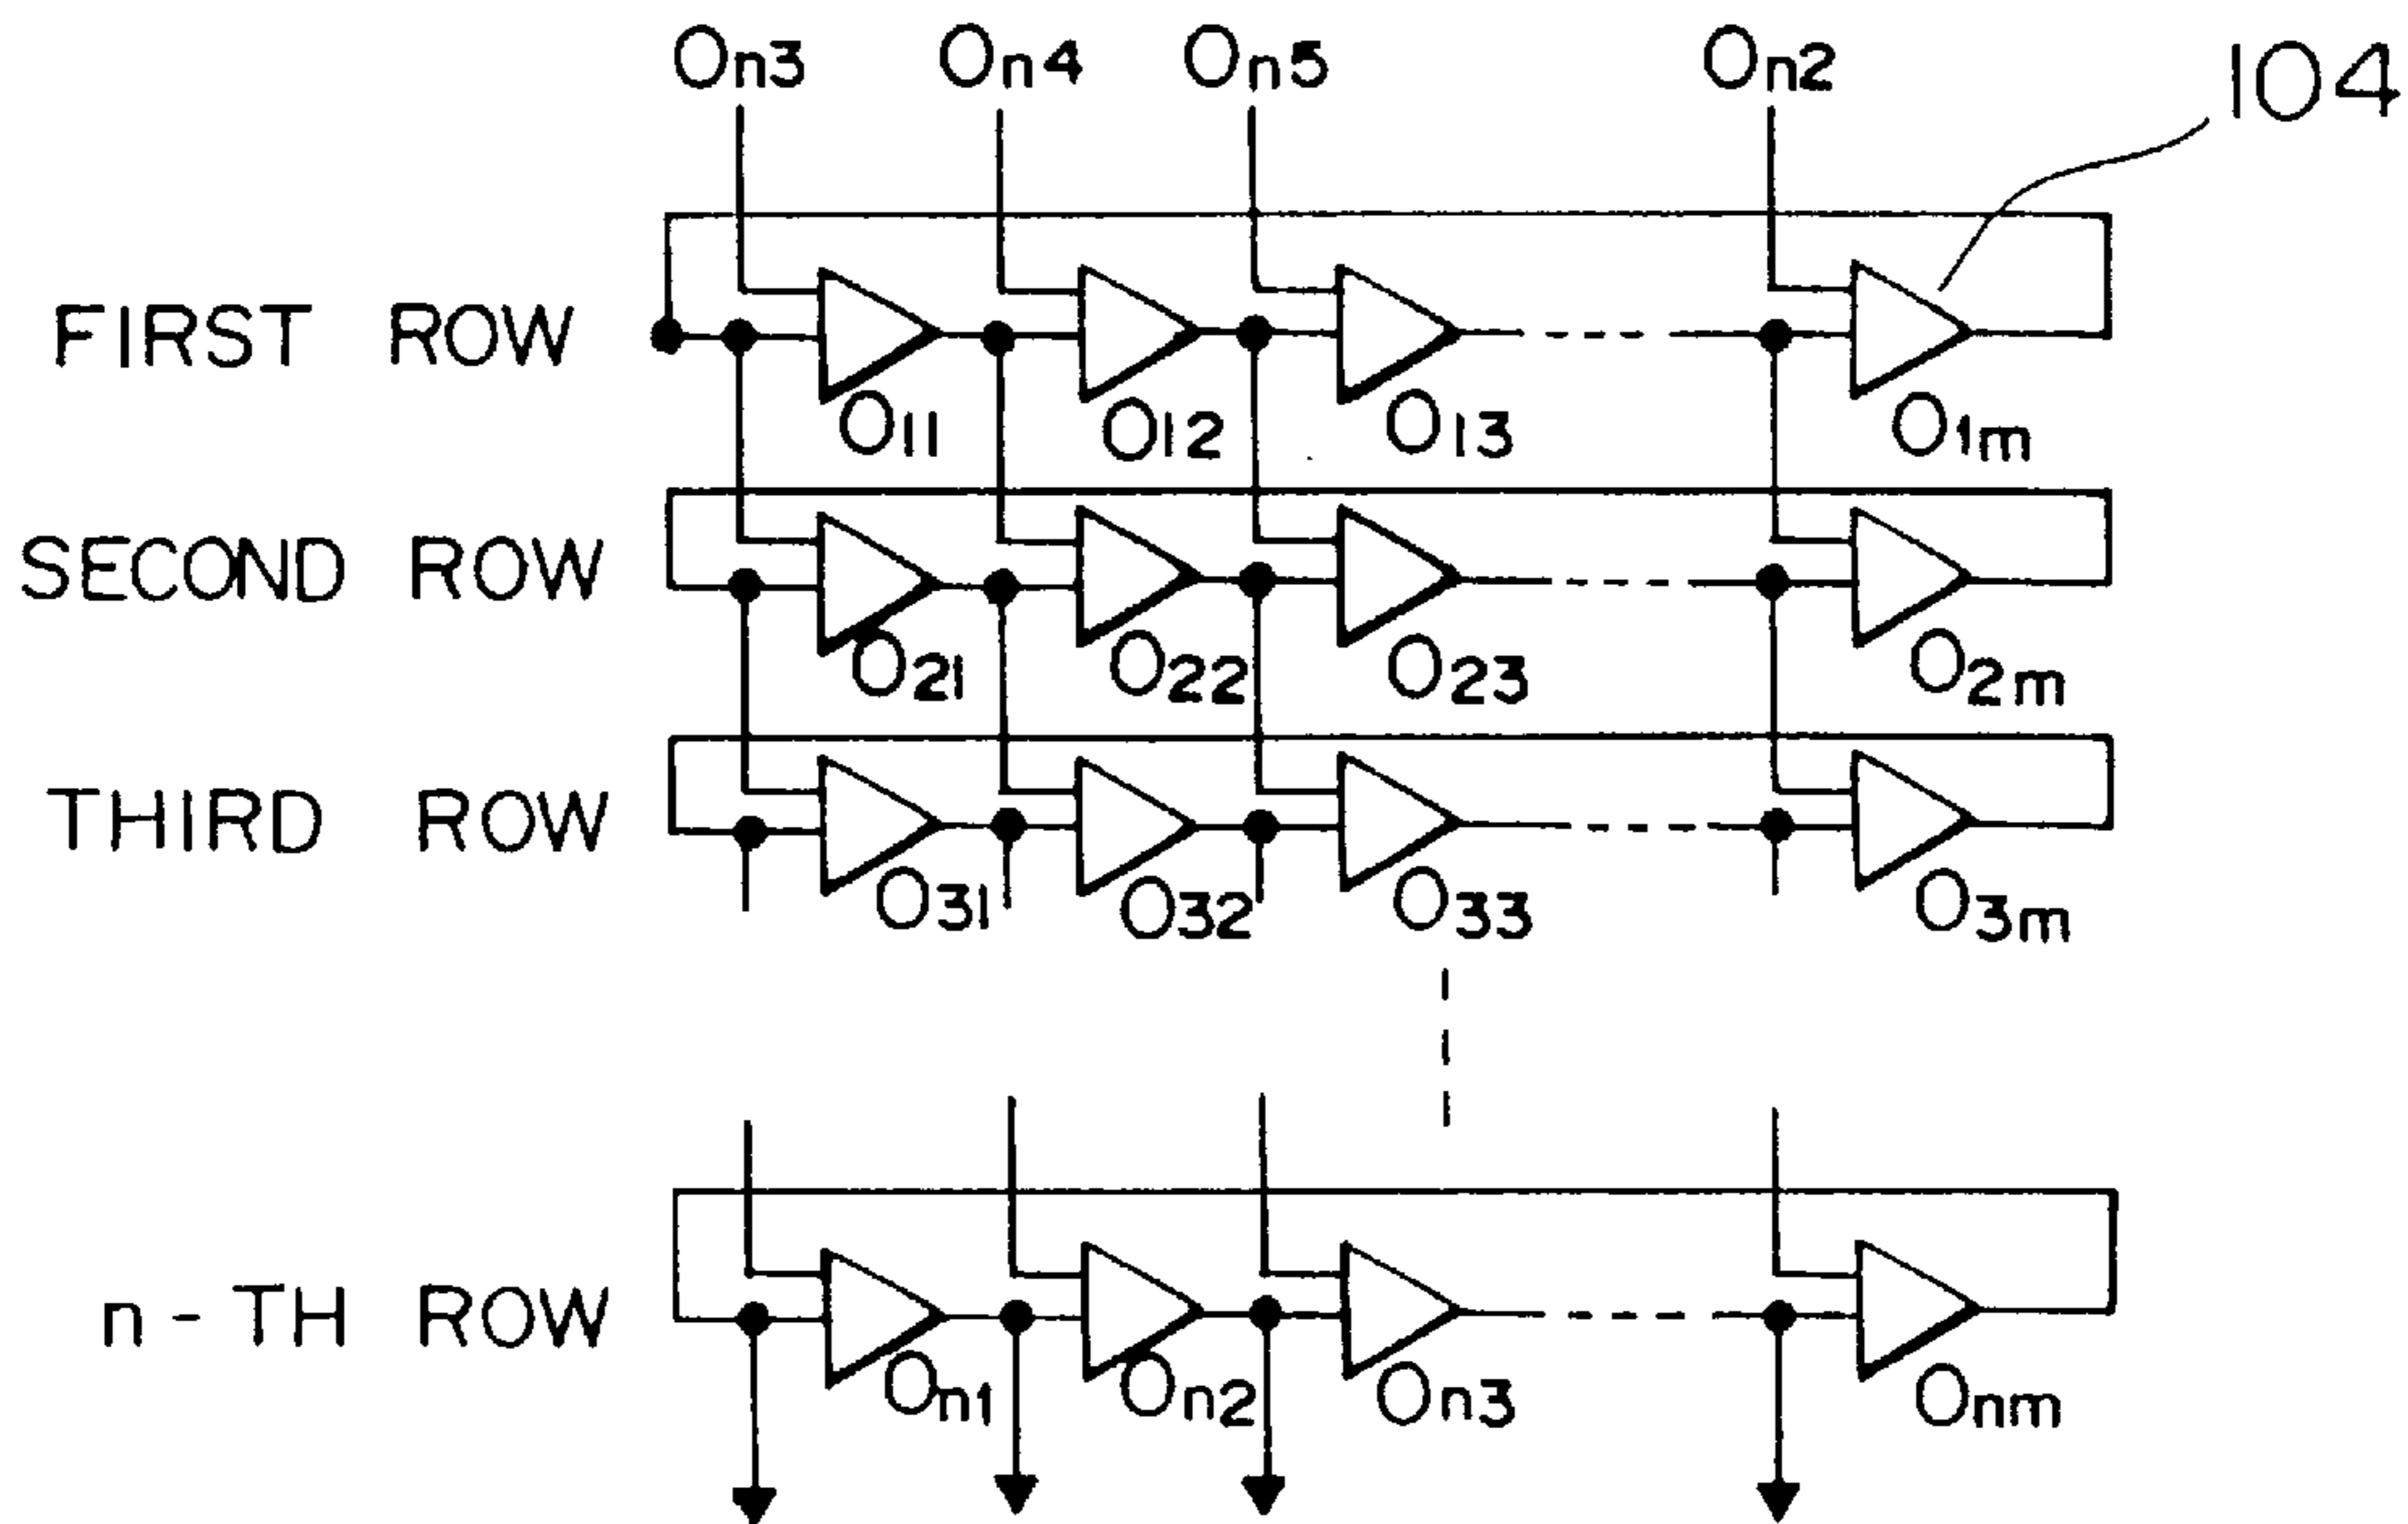 On3 On4 On5 On2 104
FIRST ROW
O11 O12 O13 O1m
SECOND ROW
O21 O22 O23 O2m
THIRD ROW
O31 O32 O33 O3m
n - TH ROW
On1 On2 On3 Onm